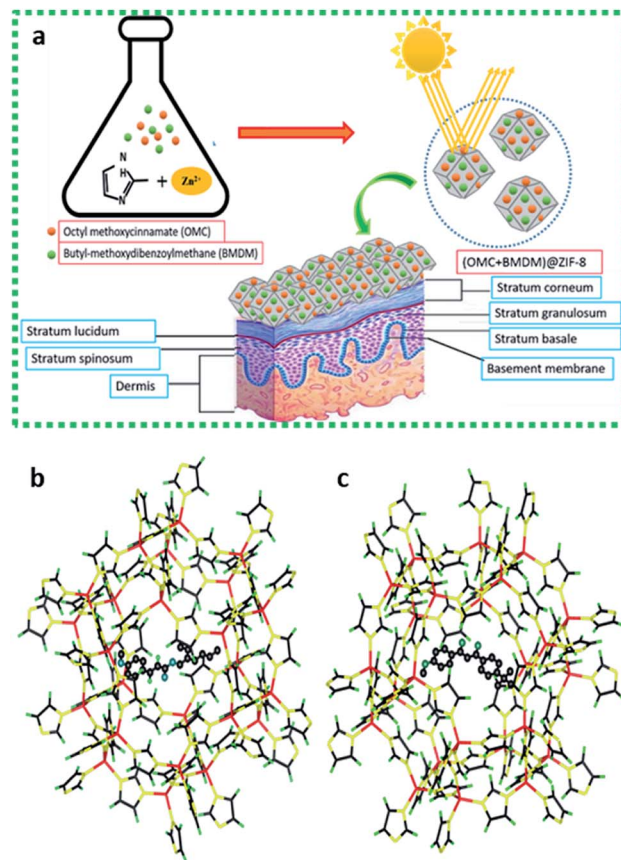 a
N
H
N
+
Zn²⁺
Octyl methoxycinnamate (OMC)
Butyl-methoxydibenzoylmethane (BMDM)
(OMC+BMDM)@ZIF-8
Stratum corneum
Stratum lucidum
Stratum granulosum
Stratum spinosum
Stratum basale
Dermis
Basement membrane
b
c